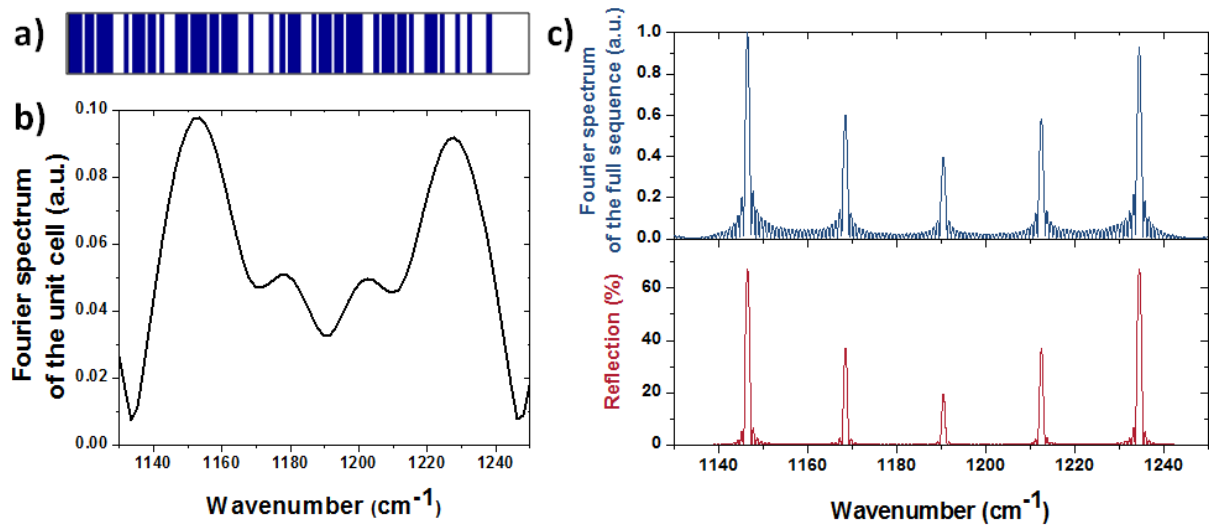 a)
b)
Fourier spectrum
of the unit cell (a.u.)
0.10
0.08
0.06
0.04
0.02
0.00
1140 1160 1180 1200 1220 1240
Wavenumber (cm-1)
c)
Fourier spectrum
of the full sequence (a.u.)
1.0
0.8
0.6
0.4
0.2
0.0
Reflection (%)
60
40
20
0
1140 1160 1180 1200 1220 1240
Wavenumber (cm-1)